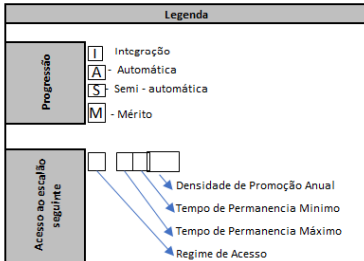 Legenda
Progressão
I Integração
A - Automática
S - Semi - automática
M - Mérito
Acesso ao escalão
seguinte
Densidade de Promoção Anual
Tempo de Permanencia Minimo
Tempo de Permanencia Máximo
Regime de Acesso